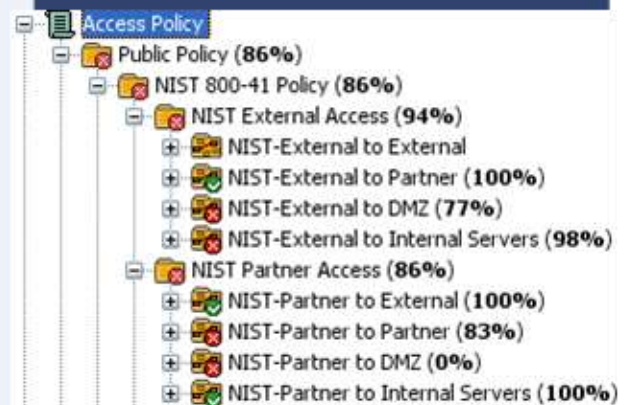 Access Policy
Public Policy (86%)
NIST 800-41 Policy (86%)
NIST External Access (94%)
NIST-External to External
NIST-External to Partner (100%)
NIST-External to DMZ (77%)
NIST-External to Internal Servers (98%)
NIST Partner Access (86%)
NIST-Partner to External (100%)
NIST-Partner to Partner (83%)
NIST-Partner to DMZ (0%)
NIST-Partner to Internal Servers (100%)